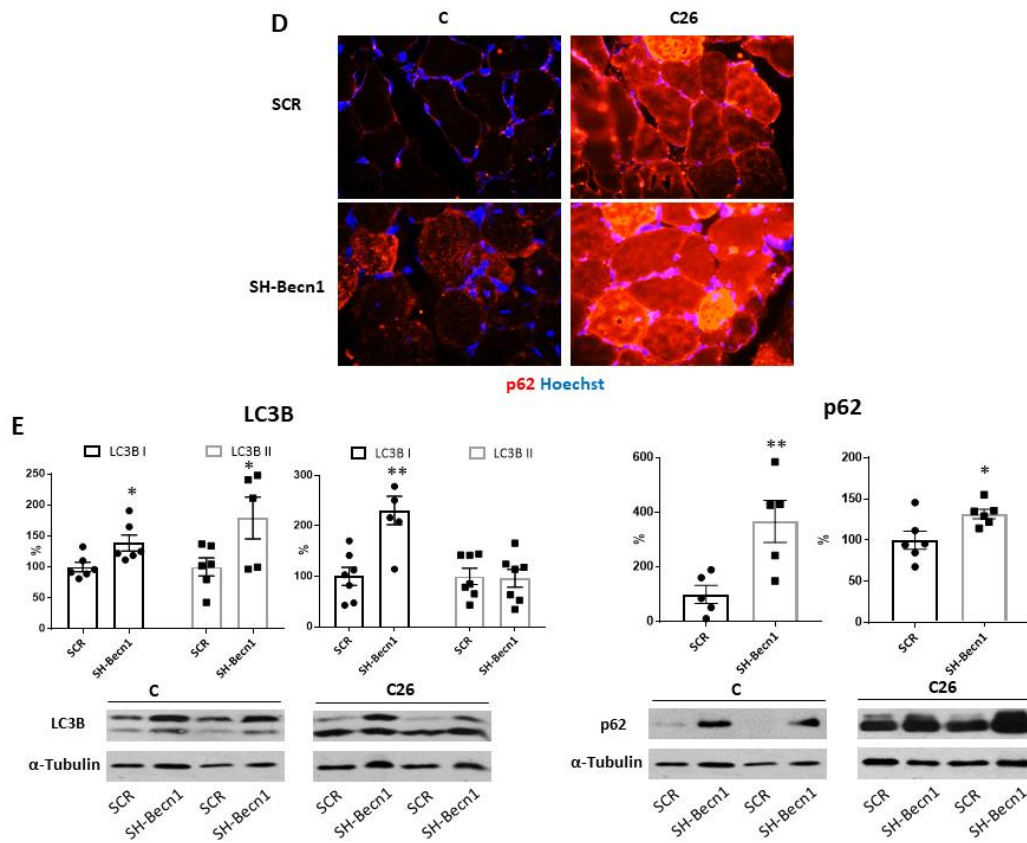 D
C
C26
SCR
SH-Becn1
p62 Hoechst
E
LC3B
p62
LC3B I
LC3B II
LC3B I
LC3B II
250
200
150
100
50
0
%
*
*
SCR
SH-Becn1
SCR
SH-Becn1
300
200
100
0
%
**
SCR
SH-Becn1
SCR
SH-Becn1
600
400
200
0
%
**
SCR
SH-Becn1
200
150
100
50
0
%
*
SCR
SH-Becn1
C
C26
LC3B
α-Tubulin
SCR
SH-Becn1
SCR
SH-Becn1
SCR
SH-Becn1
SCR
SH-Becn1
C
C26
p62
α-Tubulin
SCR
SH-Becn1
SCR
SH-Becn1
SCR
SH-Becn1
SCR
SH-Becn1